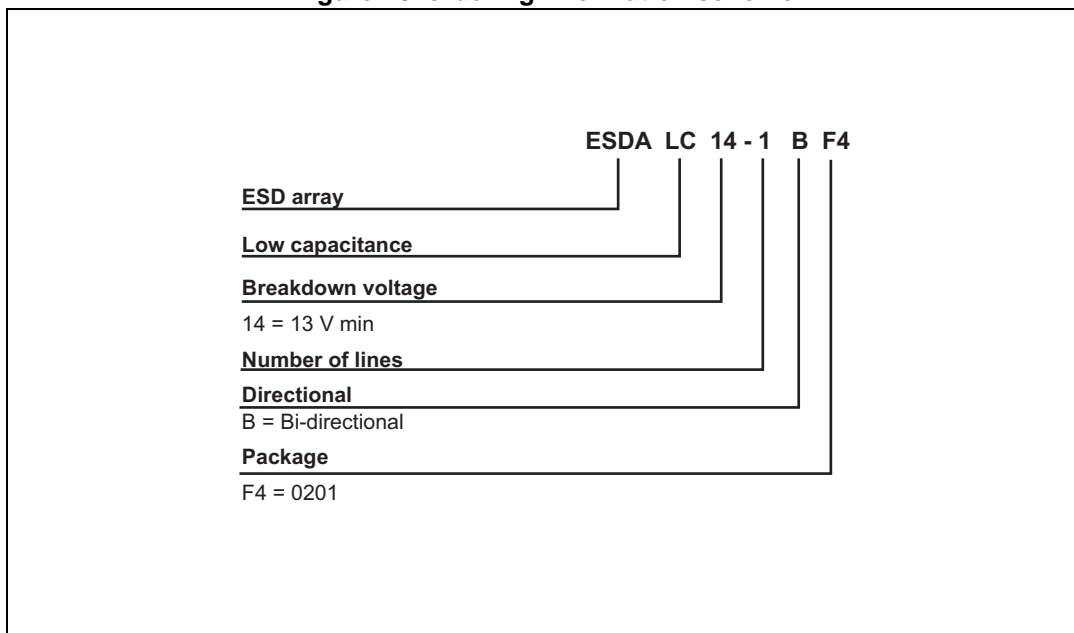 ESDA LC 14 - 1 B F4
ESD array
Low capacitance
Breakdown voltage
14 = 13 V min
Number of lines
Directional
B = Bi-directional
Package
F4 = 0201